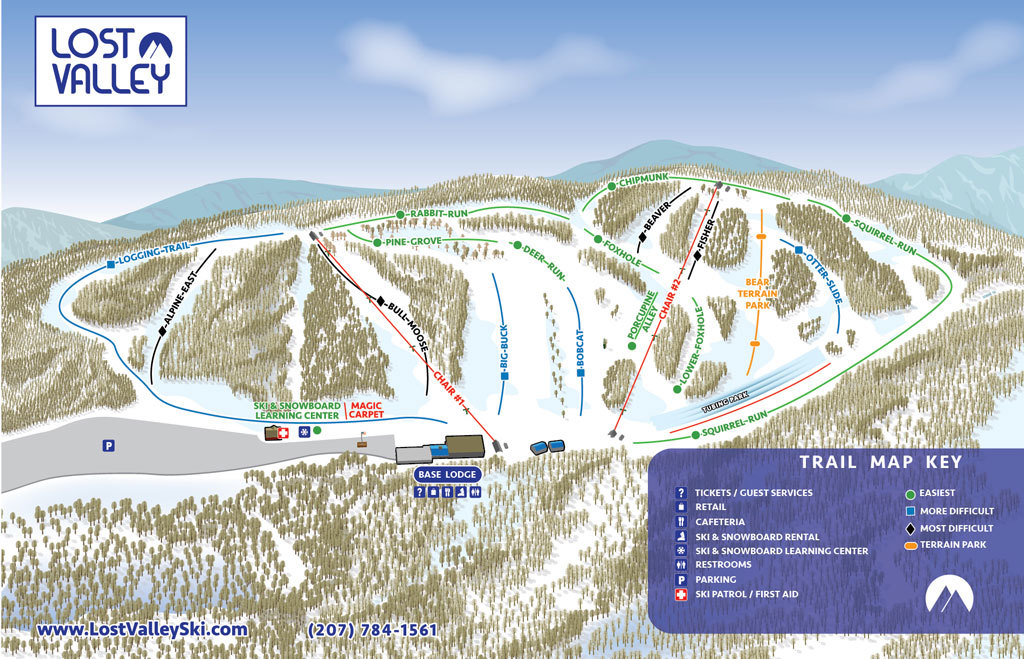 LOST
VALLEY
CHIPMUNK
RABBIT-RUN
BEAVER
SQUIRREL-RUN
LOGGING-TRAIL
PINE-GROVE
DEER-RUN
FOXHOLE
FISHER
OTTER-SLIDE
ALPINE-EAST
BULL-MOOSE
BIG-BUCK
BOBCAT
PORCUPINE
ALLEY
CHAIR #2
BEAR
TERRAIN
PARK
LOWER-FOXHOLE
CHAIR #1
TUBING PARK
SQUIRREL-RUN
SKI & SNOWBOARD
LEARNING CENTER
MAGIC
CARPET
P
BASE LODGE
?
TRAIL MAP KEY
? TICKETS / GUEST SERVICES
RETAIL
CAFETERIA
SKI & SNOWBOARD RENTAL
SKI & SNOWBOARD LEARNING CENTER
RESTROOMS
P PARKING
SKI PATROL / FIRST AID
EASIEST
MORE DIFFICULT
MOST DIFFICULT
TERRAIN PARK
www.LostValleySki.com
(207) 784-1561